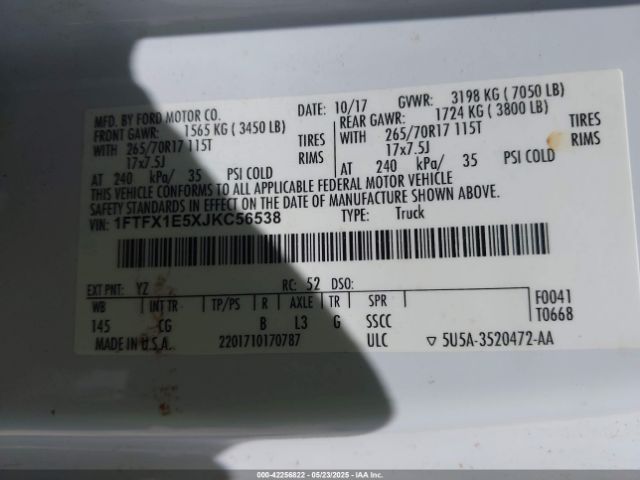 MFD. BY FORD MOTOR CO.
DATE: 10/17 GVWR: 3198 KG ( 7050 LB)
FRONT GAWR: 1565 KG ( 3450 LB)
REAR GAWR: 1724 KG ( 3800 LB)
WITH 265/70R17 115T TIRES
17x7.5J RIMS
WITH 265/70R17 115T TIRES
17x7.5J RIMS
AT 240 kPa/ 35 PSI COLD
AT 240 kPa/ 35 PSI COLD
THIS VEHICLE CONFORMS TO ALL APPLICABLE FEDERAL MOTOR VEHICLE
SAFETY STANDARDS IN EFFECT ON THE DATE OF MANUFACTURE SHOWN ABOVE.
VIN: 1FTFX1E5XJKC56538 TYPE: Truck
EXT PNT: YZ RC: 52 DSO:
WB INT TR TP/PS R AXLE TR SPR F0041
145 CG B L3 G SSCC T0668
MADE IN U.S.A. 2201710170787 ULC ▽ 5U5A-3520472-AA
000-42256822 - 05/23/2025 - IAA Inc.